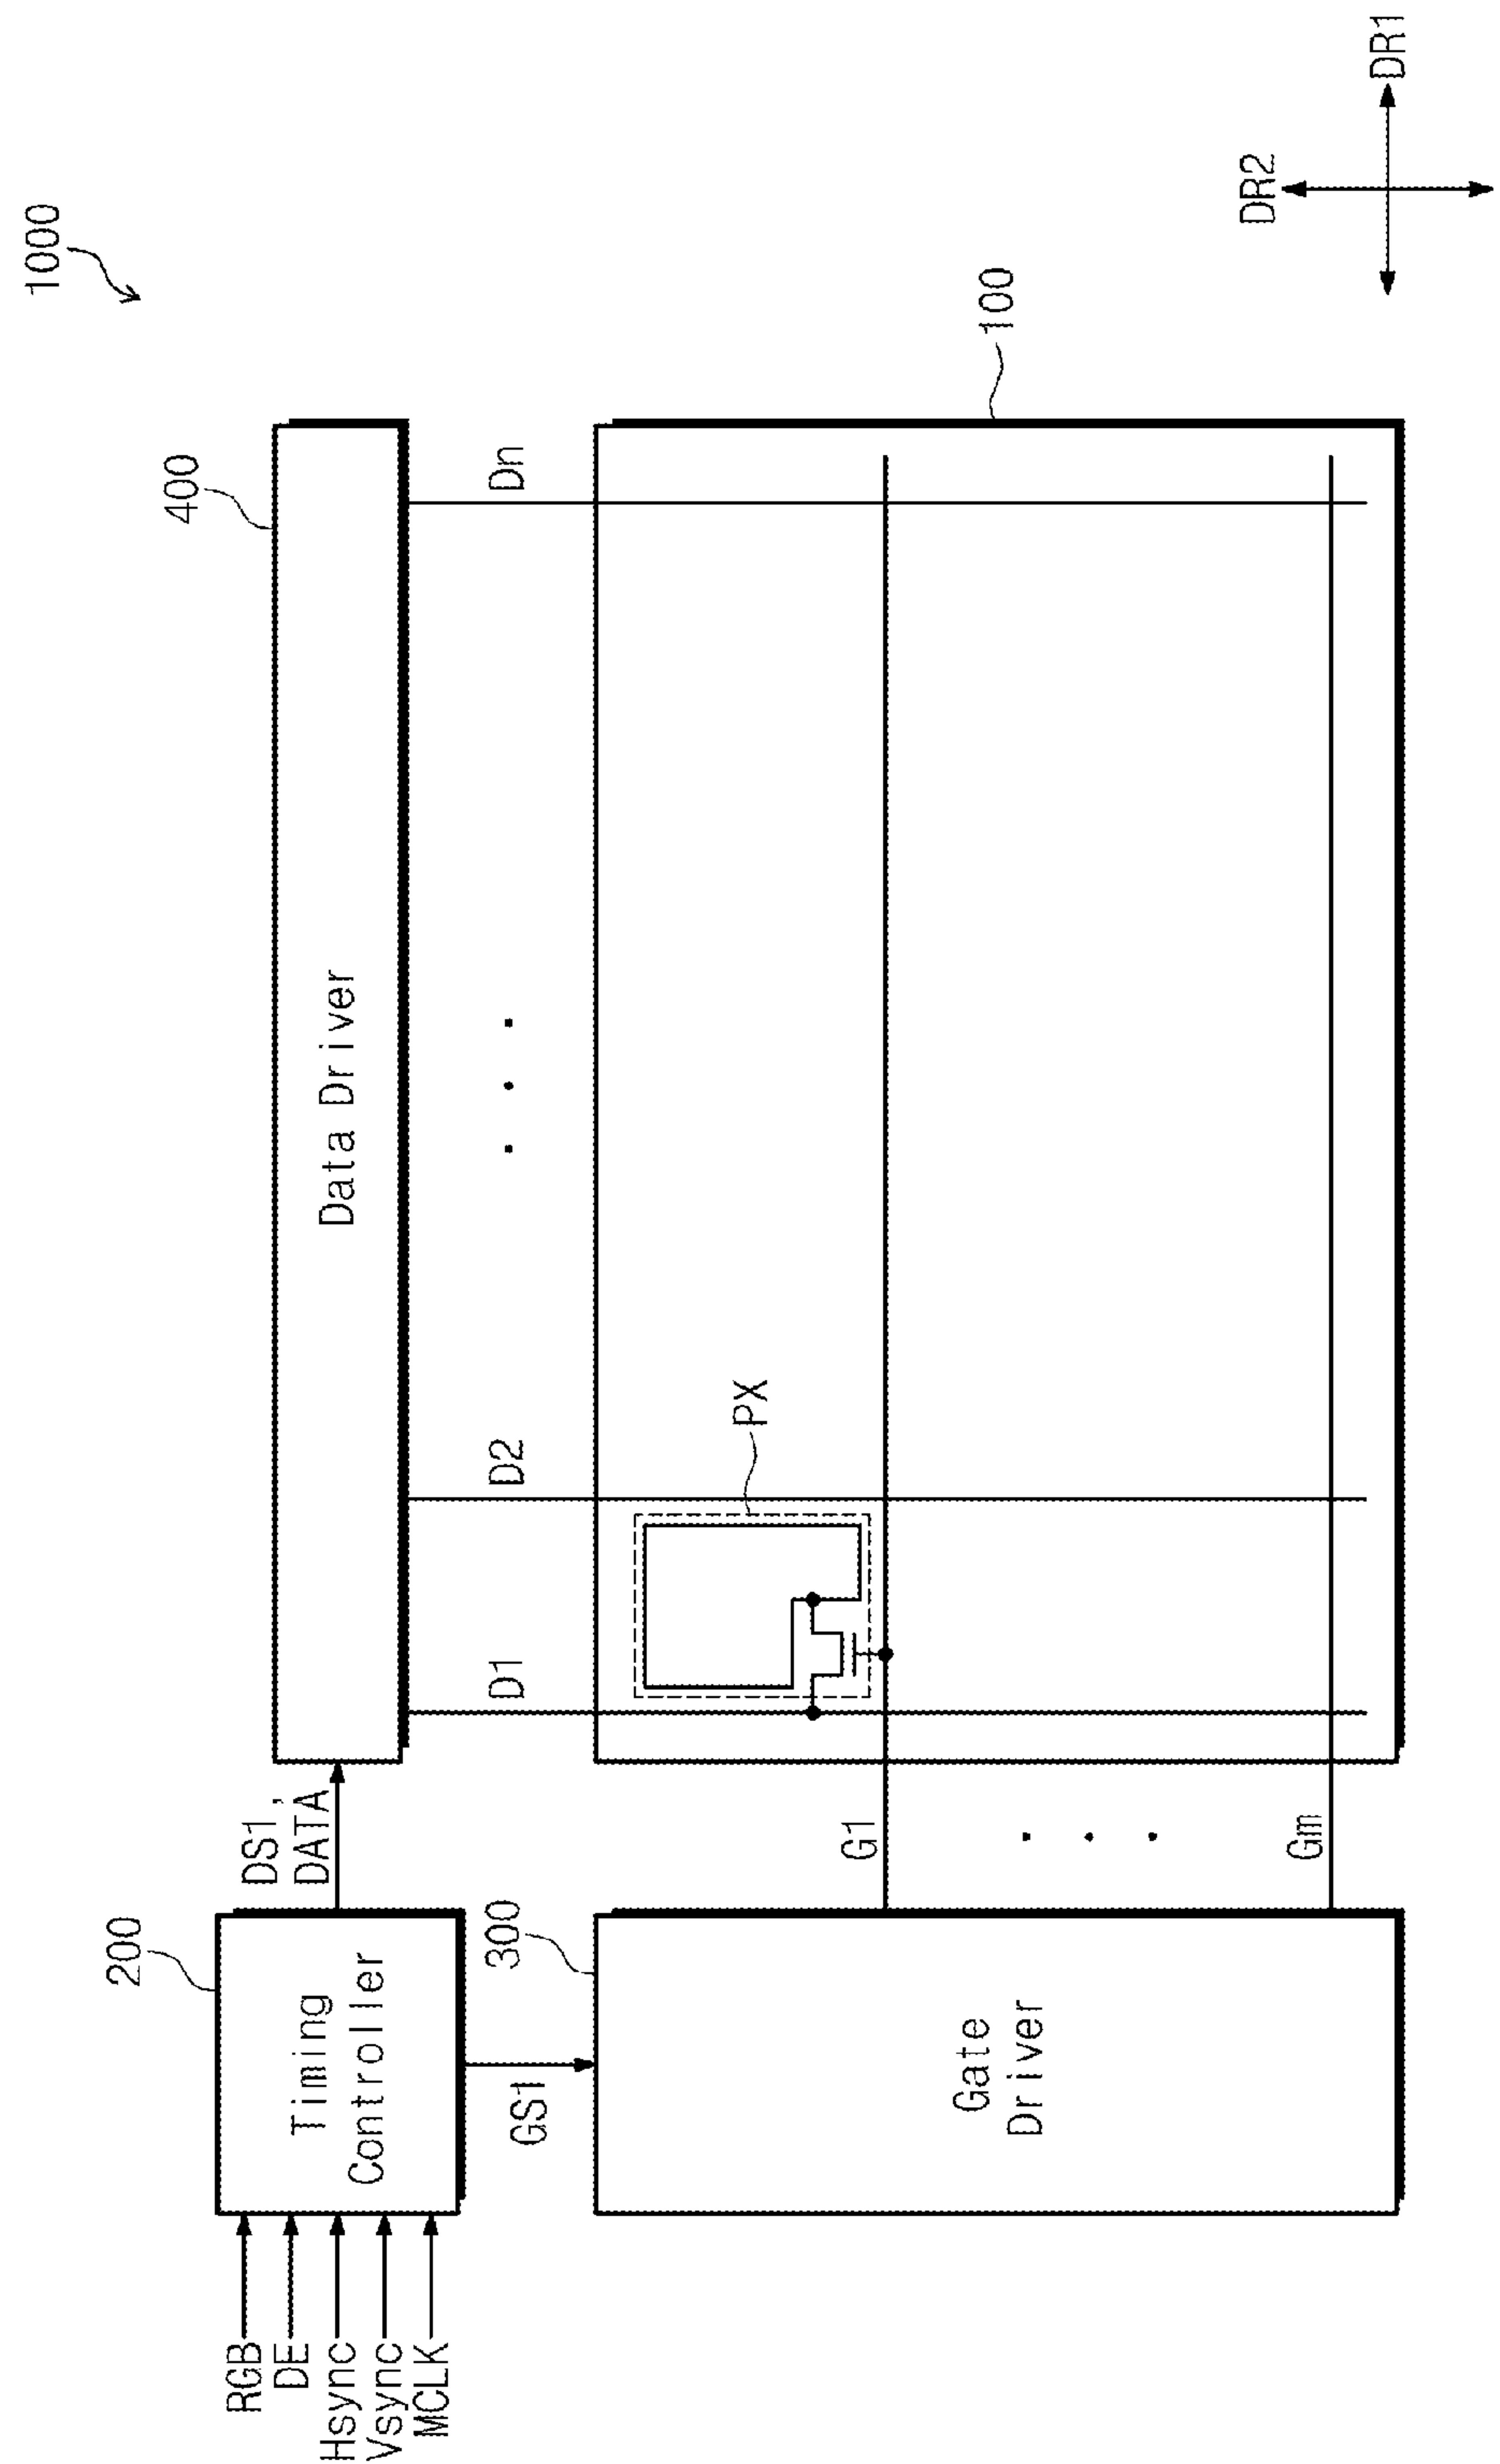 1000
400
Data Driver
200
Timing
Controller
RGB
DE
Hsync
Vsync
MCLK
DS1,
DATA
GS1
300
Gate
Driver
D1
D2
. . .
Dn
PX
G1
. . .
Gm
100
DR2
DR1